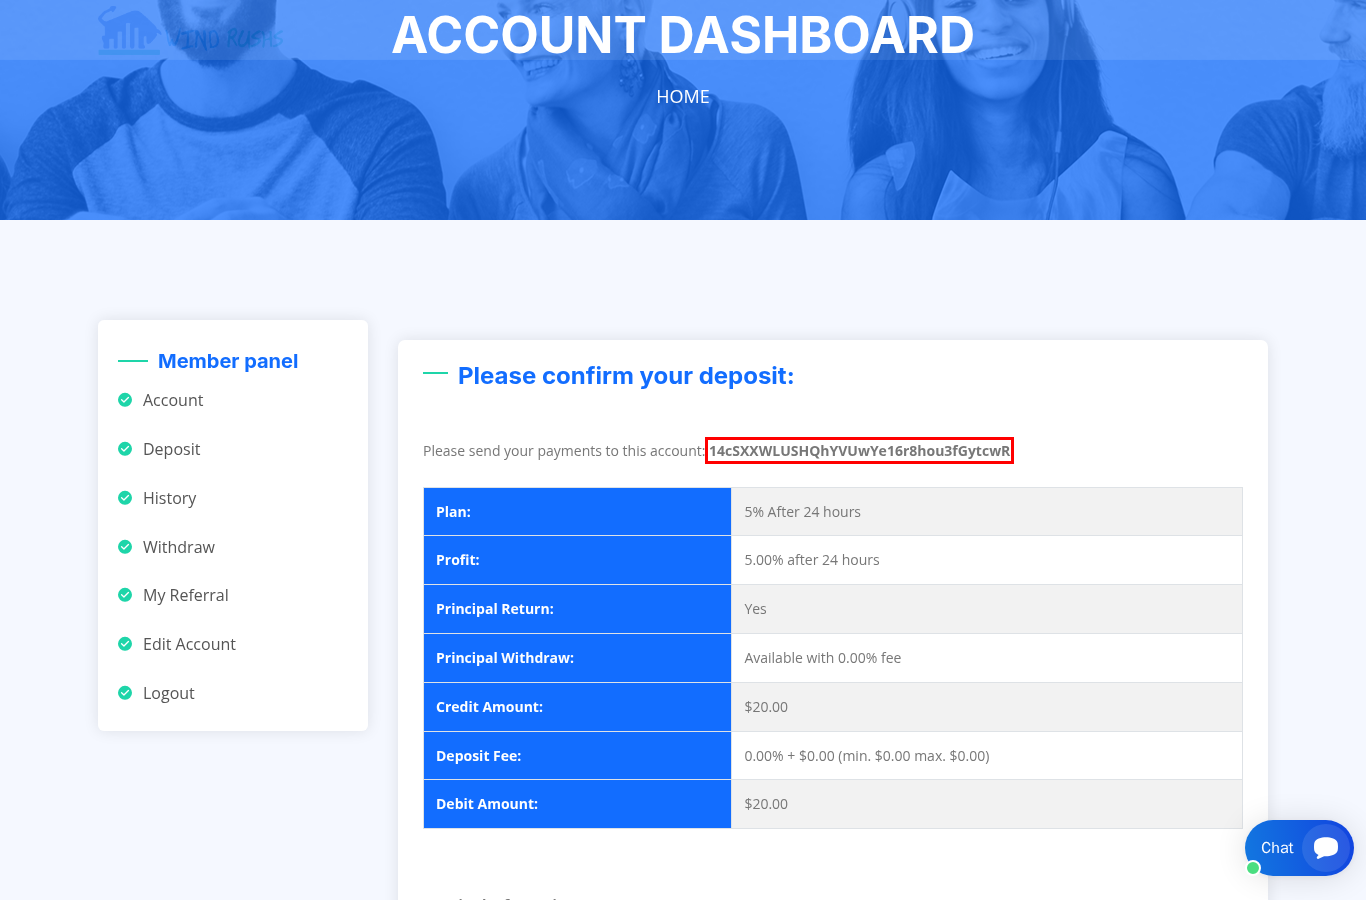 WIND RUSHS
ACCOUNT DASHBOARD
HOME
Member panel
Account
Deposit
History
Withdraw
My Referral
Edit Account
Logout
Please confirm your deposit:
Please send your payments to this account: 14cSXXWLUSHQhYVUwYe16r8hou3fGytcwR
Plan: 5% After 24 hours
Profit: 5.00% after 24 hours
Principal Return: Yes
Principal Withdraw: Available with 0.00% fee
Credit Amount: $20.00
Deposit Fee: 0.00% + $0.00 (min. $0.00 max. $0.00)
Debit Amount: $20.00
Chat